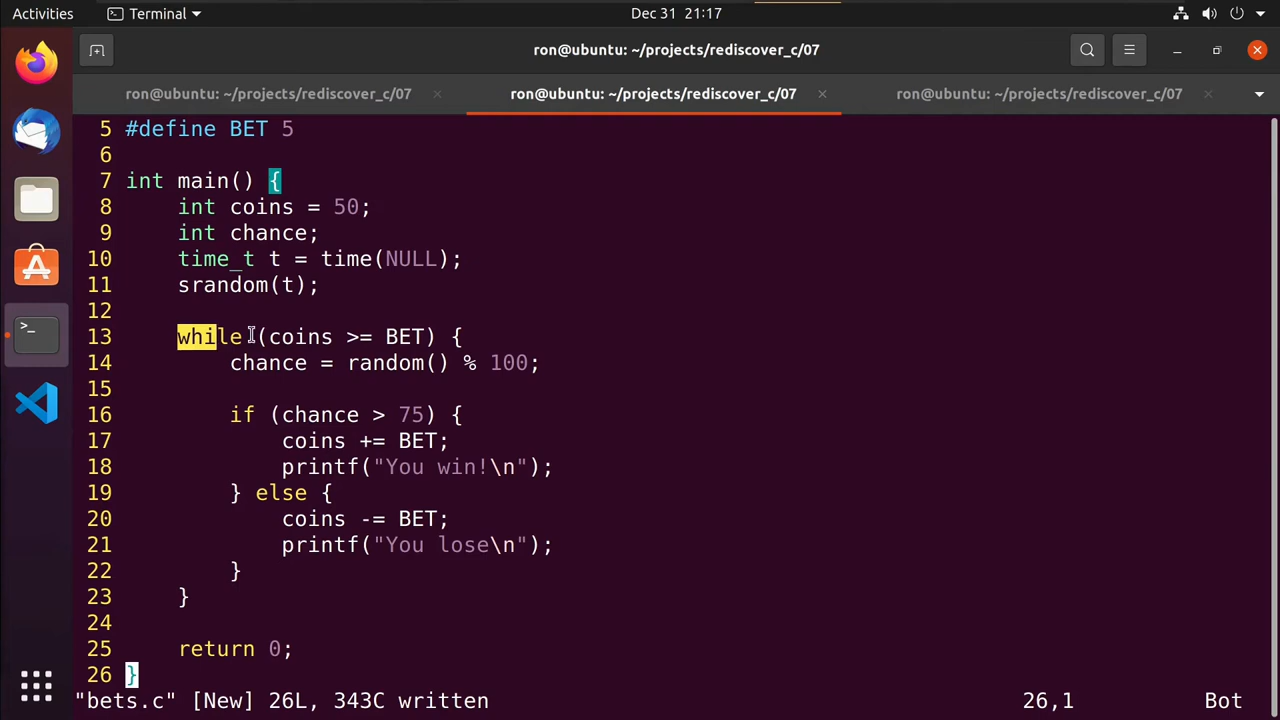 Activities Terminal Dec 31 21:17
ron@ubuntu: ~/projects/rediscover_c/07
ron@ubuntu: ~/projects/rediscover_c/07 ron@ubuntu: ~/projects/rediscover_c/07 ron@ubuntu: ~/projects/rediscover_c/07
5 #define BET 5
6
7 int main() {
8     int coins = 50;
9     int chance;
10     time_t t = time(NULL);
11     srandom(t);
12
13     while (coins >= BET) {
14         chance = random() % 100;
15
16         if (chance > 75) {
17             coins += BET;
18             printf("You win!\n");
19         } else {
20             coins -= BET;
21             printf("You lose\n");
22         }
23     }
24
25     return 0;
26 }
"bets.c" [New] 26L, 343C written 26,1 Bot